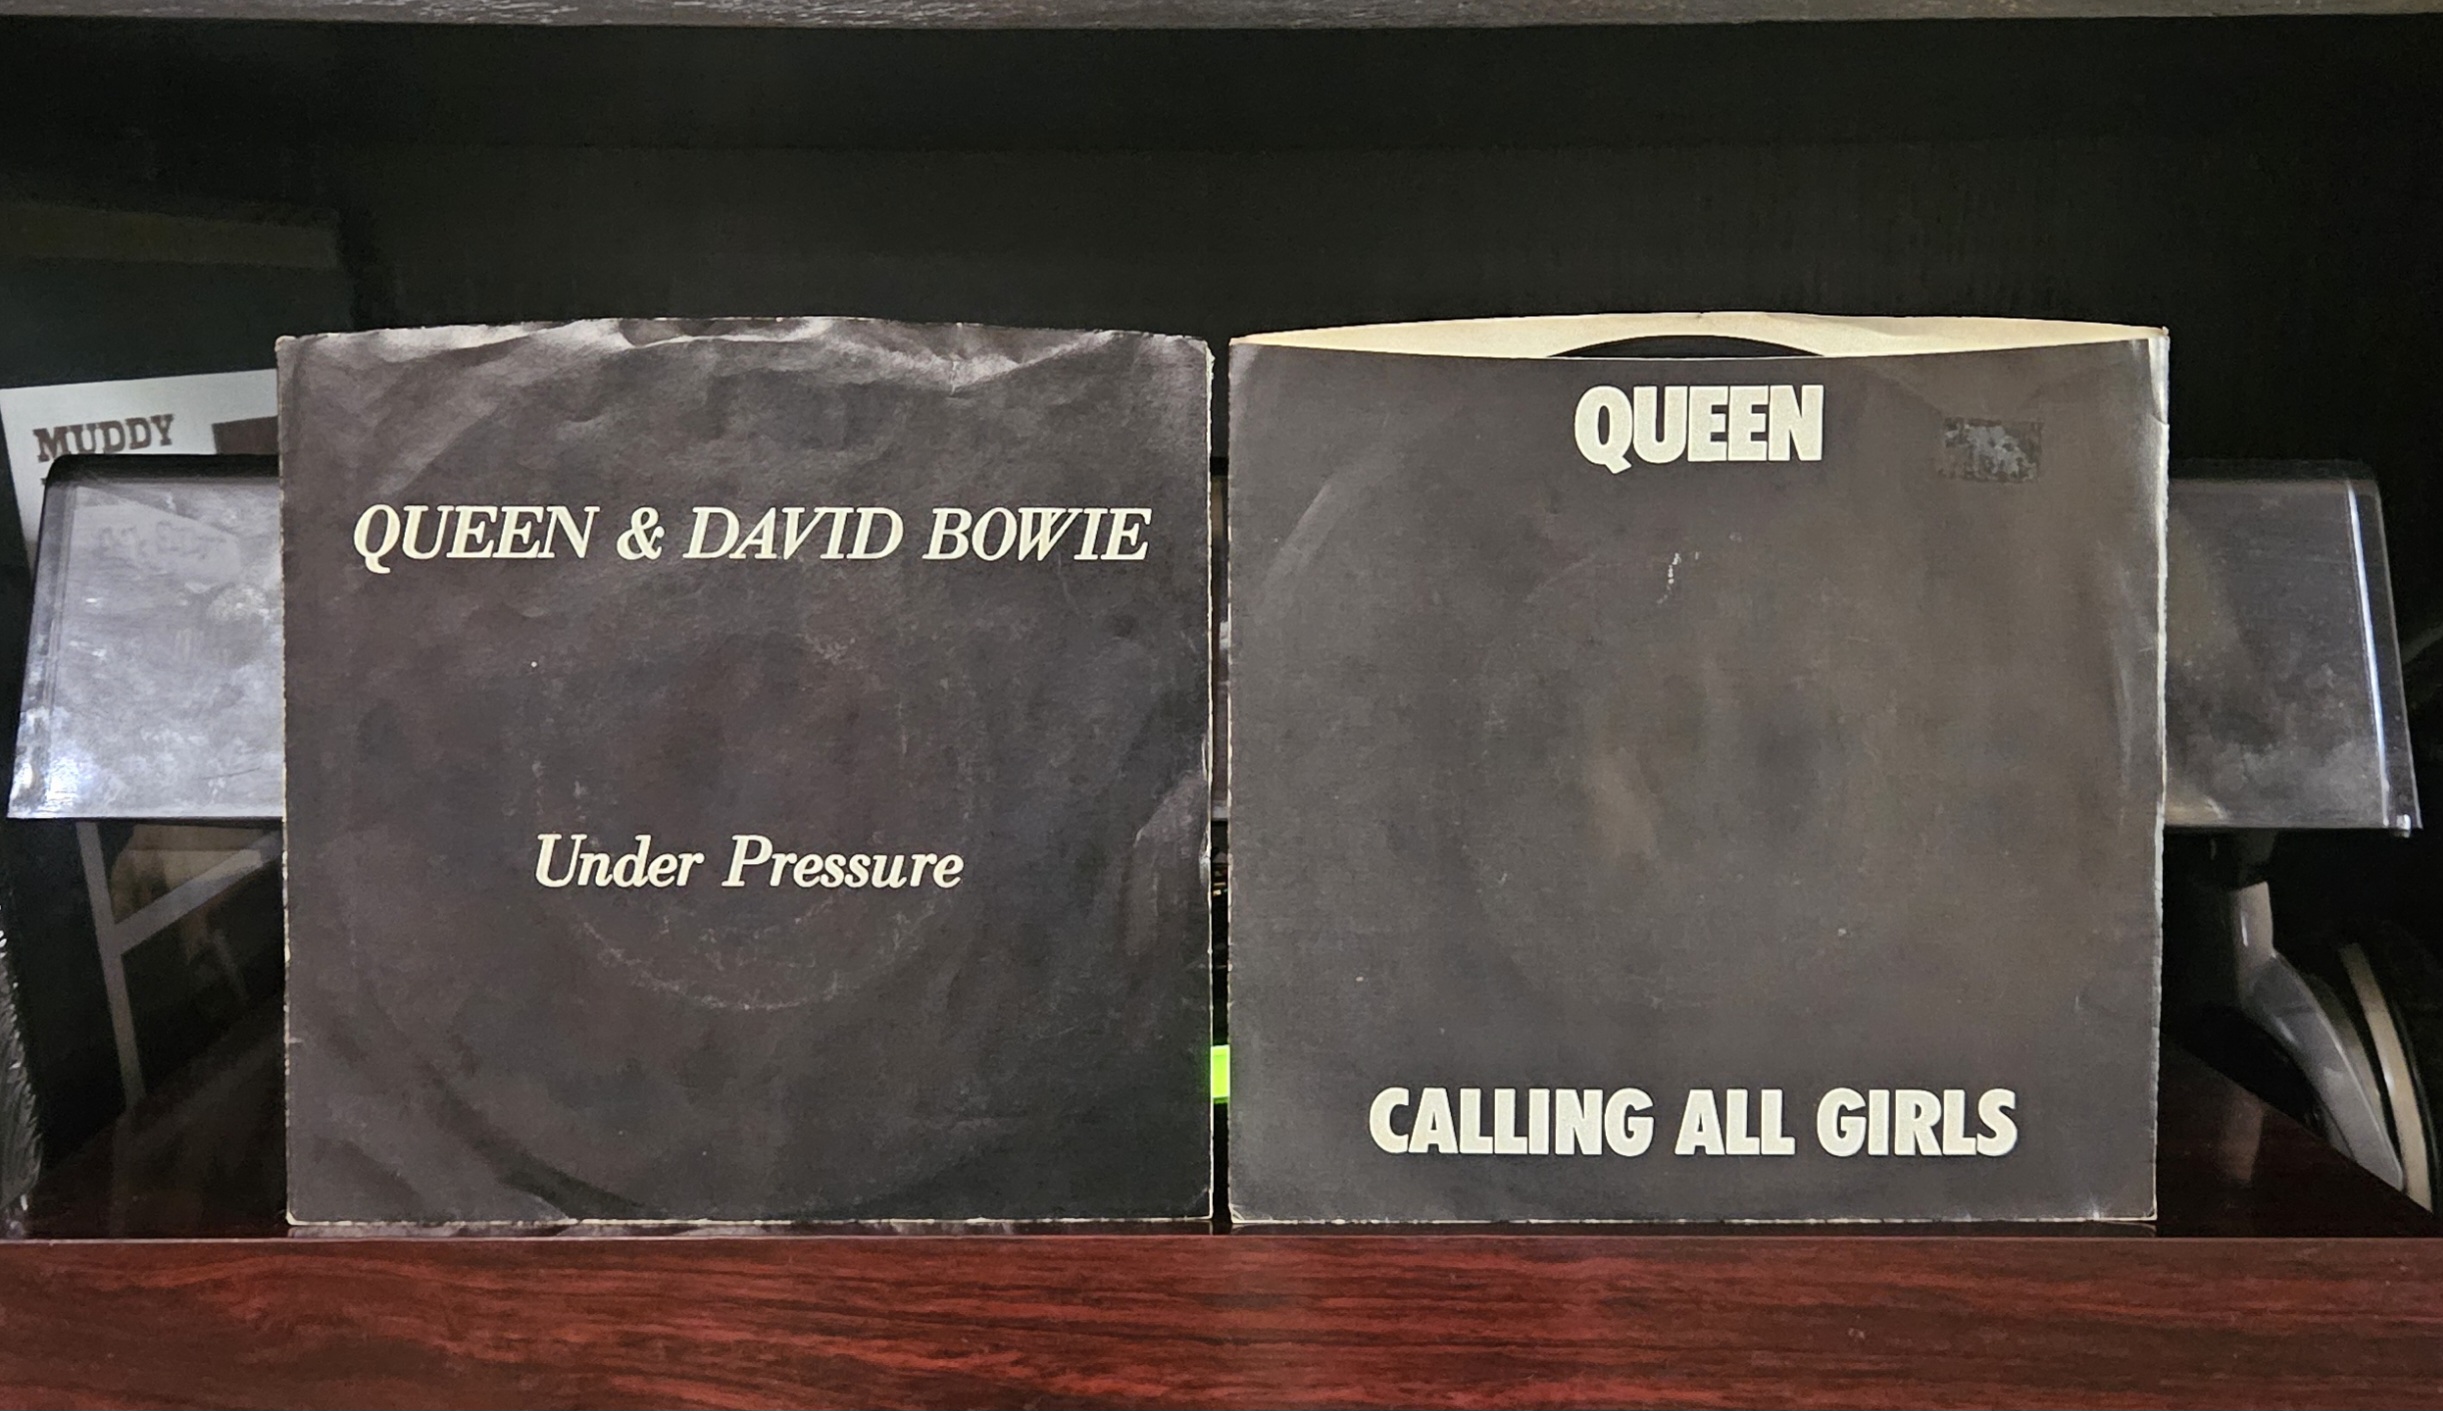 MUDDY
QUEEN & DAVID BOWIE
Under Pressure
QUEEN
CALLING ALL GIRLS